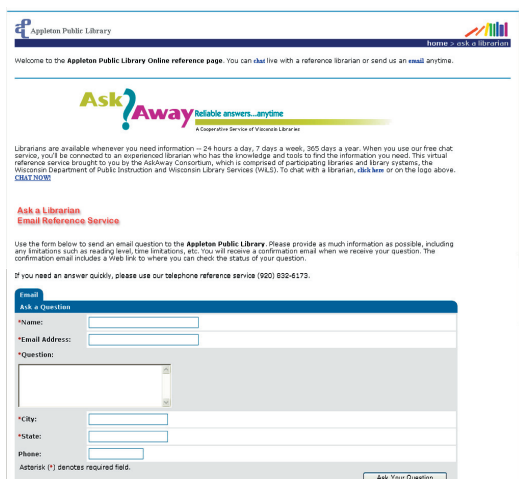 Appleton Public Library
home > ask a librarian
Welcome to the Appleton Public Library Online reference page. You can chat live with a reference librarian or send us an email anytime.
Ask?
Away Reliable answers...anytime
A Cooperative Service of Wisconsin Libraries
Librarians are available whenever you need information -- 24 hours a day, 7 days a week, 365 days a year. When you use our free chat
service, you'll be connected to an experienced librarian who has the knowledge and tools to find the information you need. This virtual
reference service brought to you by the AskAway Consortium, which is comprised of participating libraries and library systems, the
Wisconsin Department of Public Instruction and Wisconsin Library Services (WiLS). To chat with a librarian, click here or on the logo above.
CHAT NOW!
Ask a Librarian
Email Reference Service
Use the form below to send an email question to the Appleton Public Library. Please provide as much information as possible, including
any limitations such as reading level, time limitations, etc. You will receive a confirmation email when we receive your question. The
confirmation email includes a Web link to where you can check the status of your question.
If you need an answer quickly, please use our telephone reference service (920) 832-6173.
Email
Ask a Question
*Name:
*Email Address:
*Question:
*City:
*State:
Phone:
Asterisk (*) denotes required field.
Ask Your Question